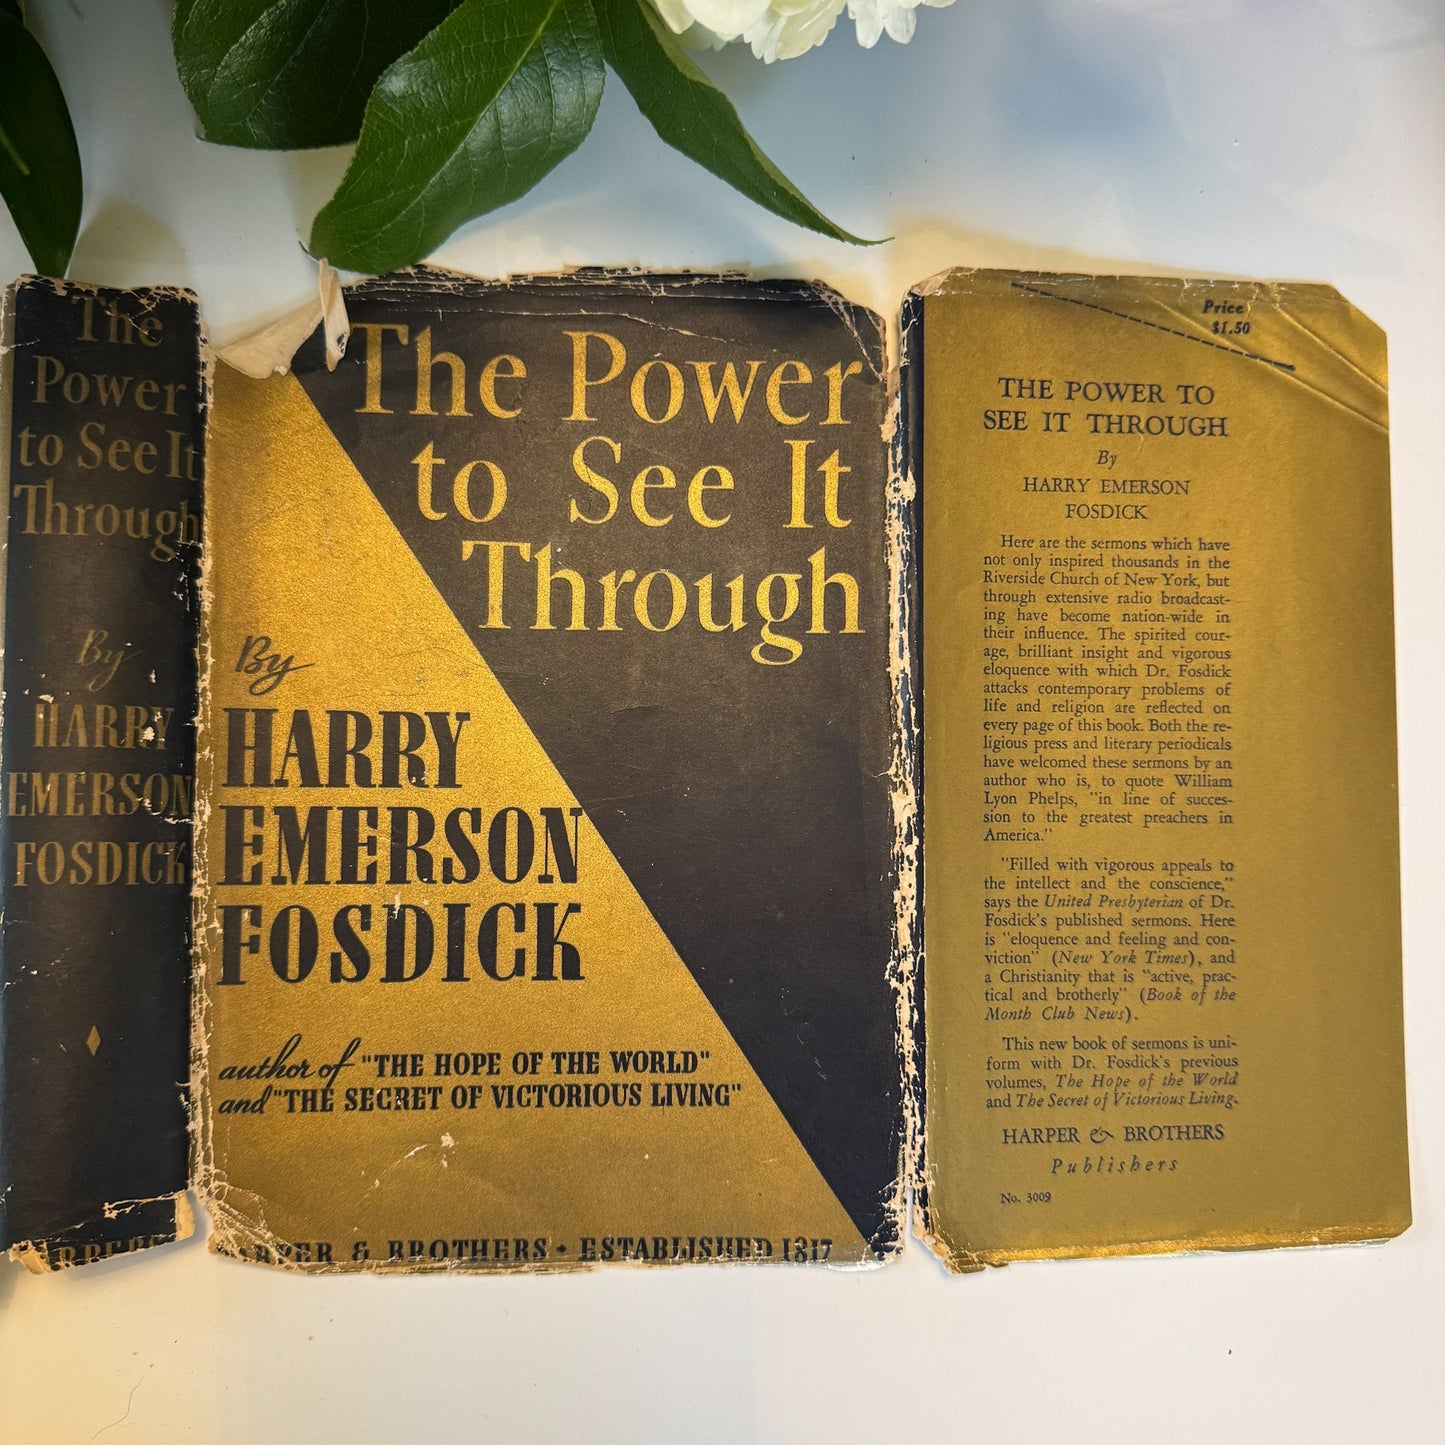 The
Power
to See It
Through
By
HARRY
EMERSON
FOSDICK
The Power
to See It
Through
By
HARRY
EMERSON
FOSDICK
author of "THE HOPE OF THE WORLD"
and "THE SECRET OF VICTORIOUS LIVING"
HARPER & BROTHERS • ESTABLISHED 1817
Price
$1.50
THE POWER TO
SEE IT THROUGH
By
HARRY EMERSON
FOSDICK
Here are the sermons which have
not only inspired thousands in the
Riverside Church of New York, but
through extensive radio broadcast-
ing have become nation-wide in
their influence. The spirited cour-
age, brilliant insight and vigorous
eloquence with which Dr. Fosdick
attacks contemporary problems of
life and religion are reflected on
every page of this book. Both the re-
ligious press and literary periodicals
have welcomed these sermons by an
author who is, to quote William
Lyon Phelps, "in line of succes-
sion to the greatest preachers in
America."
"Filled with vigorous appeals to
the intellect and the conscience,"
says the United Presbyterian of Dr.
Fosdick's published sermons. Here
is "eloquence and feeling and con-
viction" (New York Times), and
a Christianity that is "active, prac-
tical and brotherly" (Book of the
Month Club News).
This new book of sermons is uni-
form with Dr. Fosdick's previous
volumes, The Hope of the World
and The Secret of Victorious Living.
HARPER & BROTHERS
Publishers
No. 3009